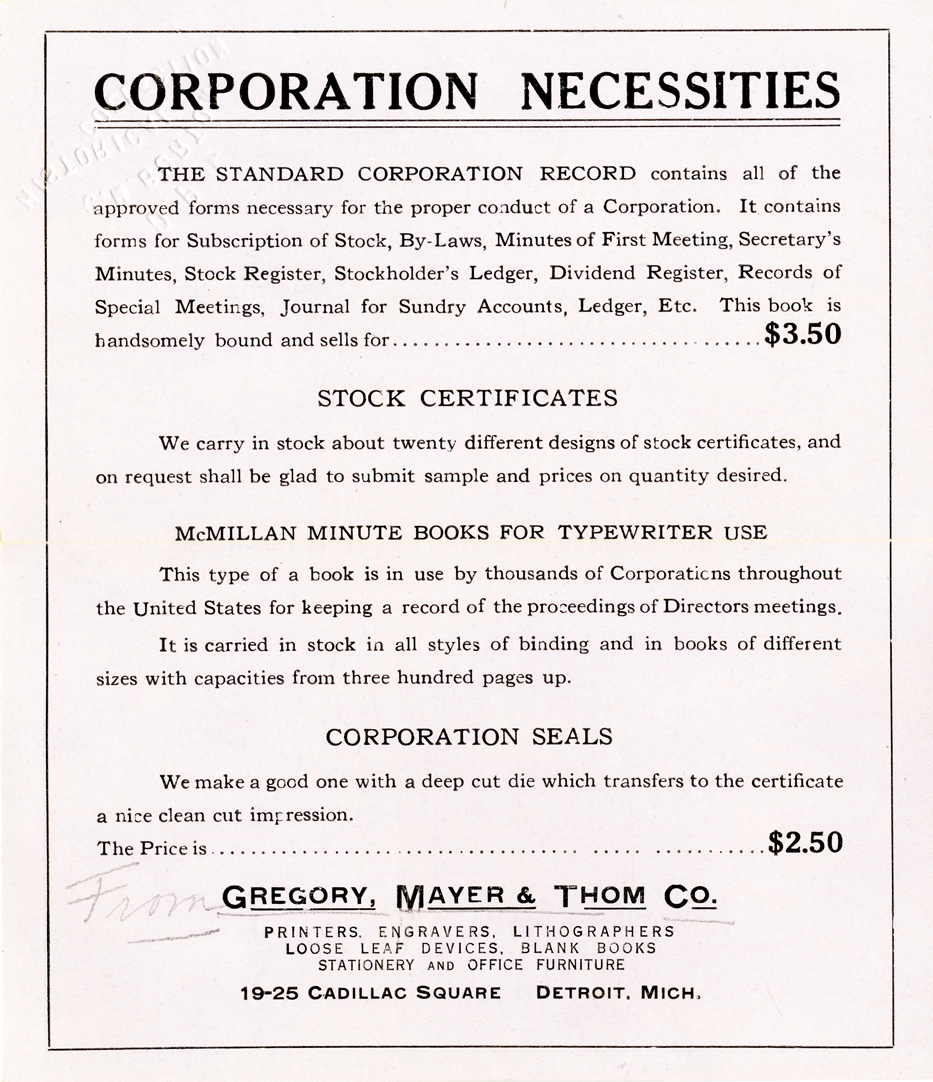 CORPORATION NECESSITIES
THE STANDARD CORPORATION RECORD contains all of the
approved forms necessary for the proper conduct of a Corporation. It contains
forms for Subscription of Stock, By-Laws, Minutes of First Meeting, Secretary's
Minutes, Stock Register, Stockholder's Ledger, Dividend Register, Records of
Special Meetings, Journal for Sundry Accounts, Ledger, Etc. This book is
handsomely bound and sells for........................................$3.50
STOCK CERTIFICATES
We carry in stock about twenty different designs of stock certificates, and
on request shall be glad to submit sample and prices on quantity desired.
McMILLAN MINUTE BOOKS FOR TYPEWRITER USE
This type of a book is in use by thousands of Corporations throughout
the United States for keeping a record of the proceedings of Directors meetings.
It is carried in stock in all styles of binding and in books of different
sizes with capacities from three hundred pages up.
CORPORATION SEALS
We make a good one with a deep cut die which transfers to the certificate
a nice clean cut impression.
The Price is........................................................$2.50
From GREGORY, MAYER & THOM CO.
PRINTERS, ENGRAVERS, LITHOGRAPHERS
LOOSE LEAF DEVICES, BLANK BOOKS
STATIONERY AND OFFICE FURNITURE
19-25 CADILLAC SQUARE DETROIT, MICH.